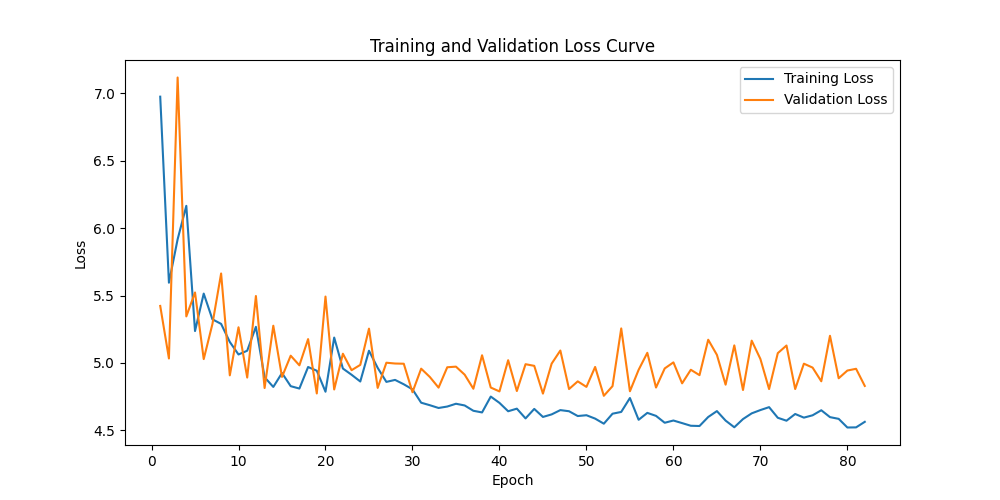 Training and Validation Loss Curve
Training Loss
Validation Loss
7.0
6.5
6.0
5.5
5.0
4.5
Loss
0 10 20 30 40 50 60 70 80
Epoch